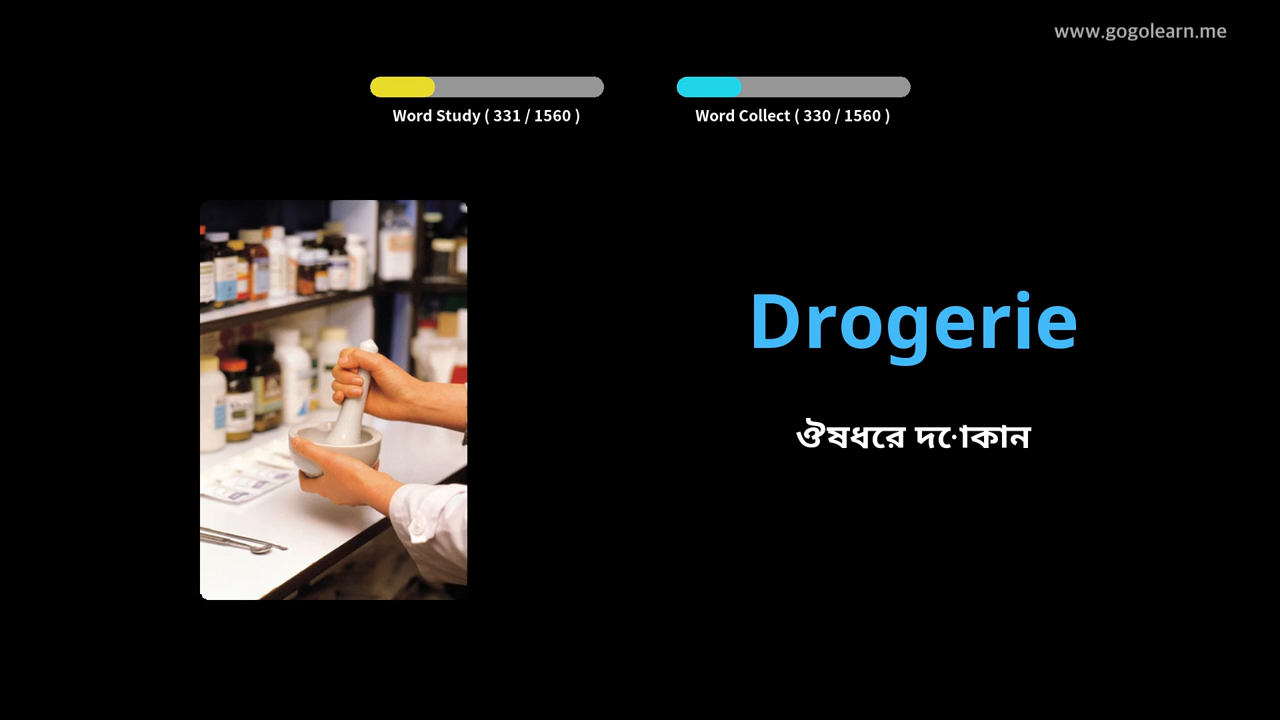 www.gogolearn.me
Word Study ( 331 / 1560 )
Word Collect ( 330 / 1560 )
Drogerie
ঔষধরে দ·োকান